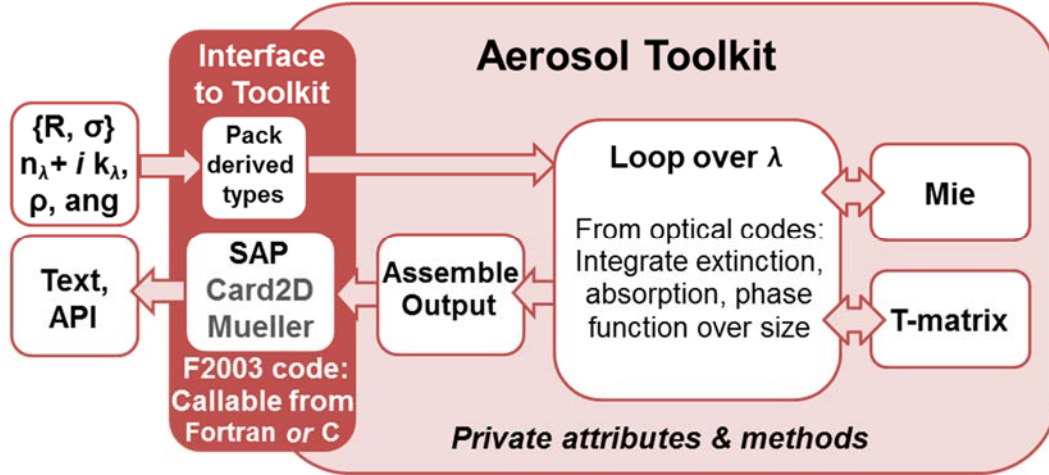 Aerosol Toolkit
Interface
to Toolkit
{R, σ}
n_λ+ i k_λ,
ρ, ang
Pack
derived
types
Loop over λ
From optical codes:
Integrate extinction,
absorption, phase
function over size
Mie
T-matrix
Assemble
Output
SAP
Card2D
Mueller
Text,
API
F2003 code:
Callable from
Fortran or C
Private attributes & methods